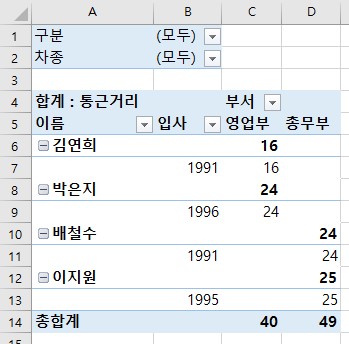 A B C D
1 구분 (모두)
2 차종 (모두)
3
4 합계 : 통근거리 부서
5 이름 입사 영업부 총무부
6 김연희 16
7 1991 16
8 박은지 24
9 1996 24
10 배철수 24
11 1991 24
12 이지원 25
13 1995 25
14 총합계 40 49